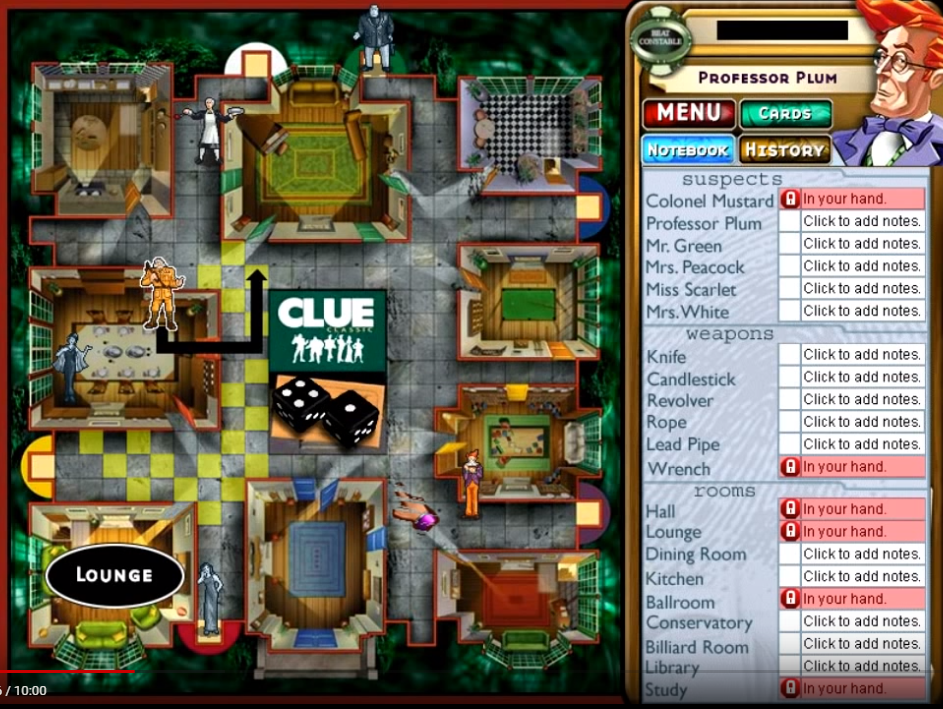 BEAT
CONSTABLE
PROFESSOR PLUM
MENU
CARDS
NOTEBOOK
HISTORY
suspects
Colonel Mustard In your hand.
Professor Plum Click to add notes.
Mr. Green Click to add notes.
Mrs. Peacock Click to add notes.
Miss Scarlet Click to add notes.
Mrs. White Click to add notes.
weapons
Knife Click to add notes.
Candlestick Click to add notes.
Revolver Click to add notes.
Rope Click to add notes.
Lead Pipe Click to add notes.
Wrench In your hand.
rooms
Hall In your hand.
Lounge In your hand.
Dining Room Click to add notes.
Kitchen Click to add notes.
Ballroom In your hand.
Conservatory Click to add notes.
Billiard Room Click to add notes.
Library Click to add notes.
Study In your hand.
CLUE
CLASSIC
LOUNGE
/ 10:00